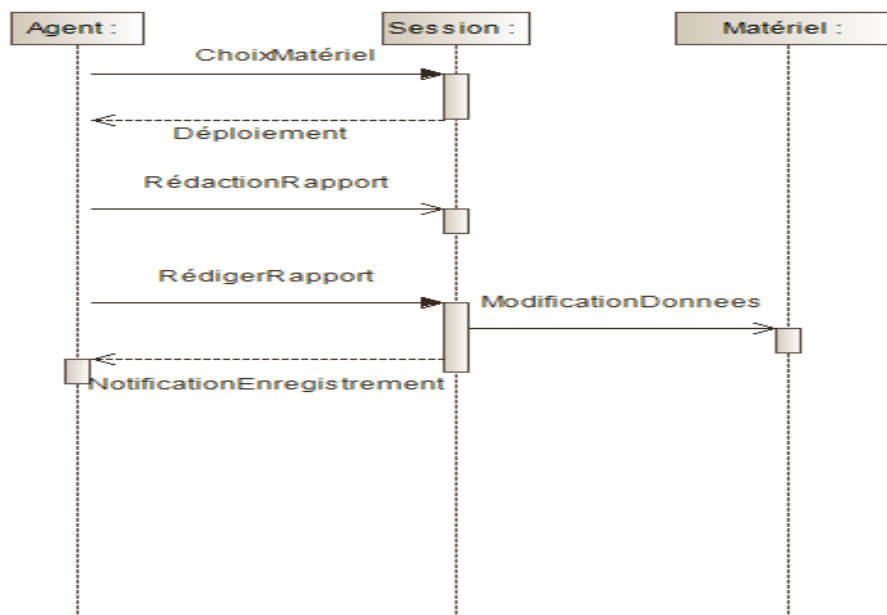 Agent :
Session :
Matériel :
ChoixMatériel
Déploiement
RédactionRapport
RédigerRapport
ModificationDonnees
NotificationEnregistrement